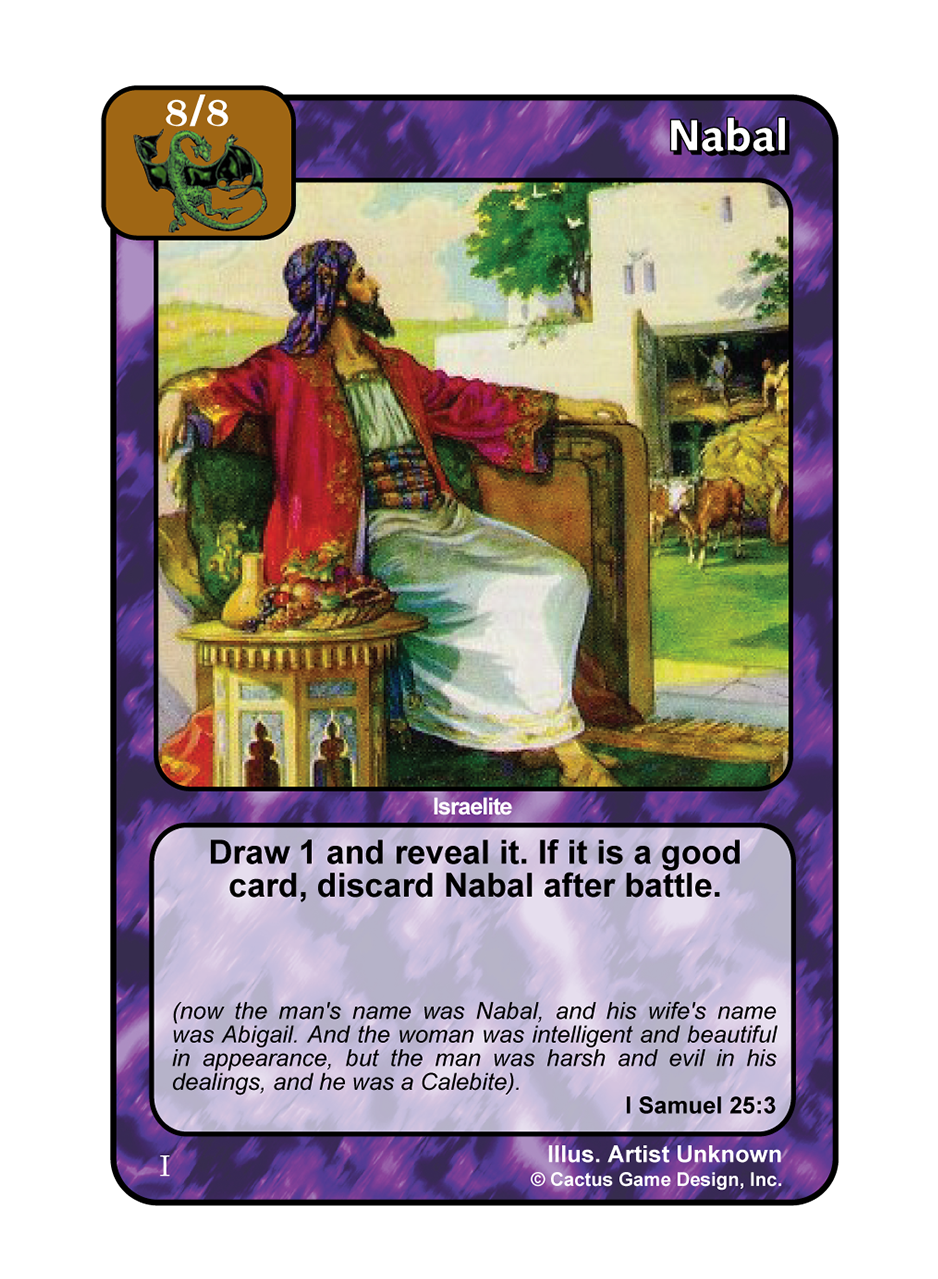 8/8
Nabal
Israelite
Draw 1 and reveal it. If it is a good
card, discard Nabal after battle.
(now the man's name was Nabal, and his wife's name
was Abigail. And the woman was intelligent and beautiful
in appearance, but the man was harsh and evil in his
dealings, and he was a Calebite).
I Samuel 25:3
I
Illus. Artist Unknown
© Cactus Game Design, Inc.